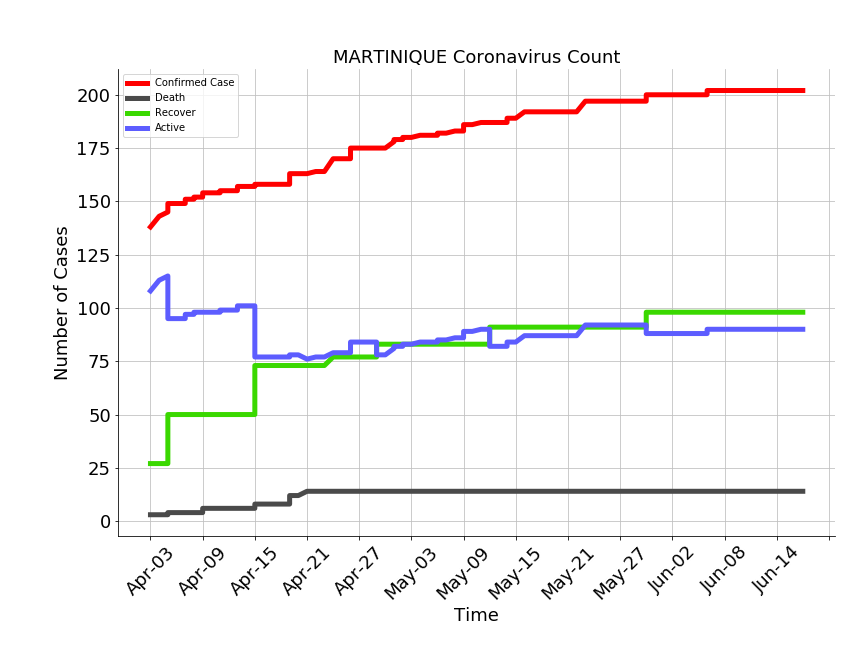 MARTINIQUE Coronavirus Count
Confirmed Case
Death
Recover
Active
Number of Cases
200
175
150
125
100
75
50
25
0
Apr-03
Apr-09
Apr-15
Apr-21
Apr-27
May-03
May-09
May-15
May-21
May-27
Jun-02
Jun-08
Jun-14
Time